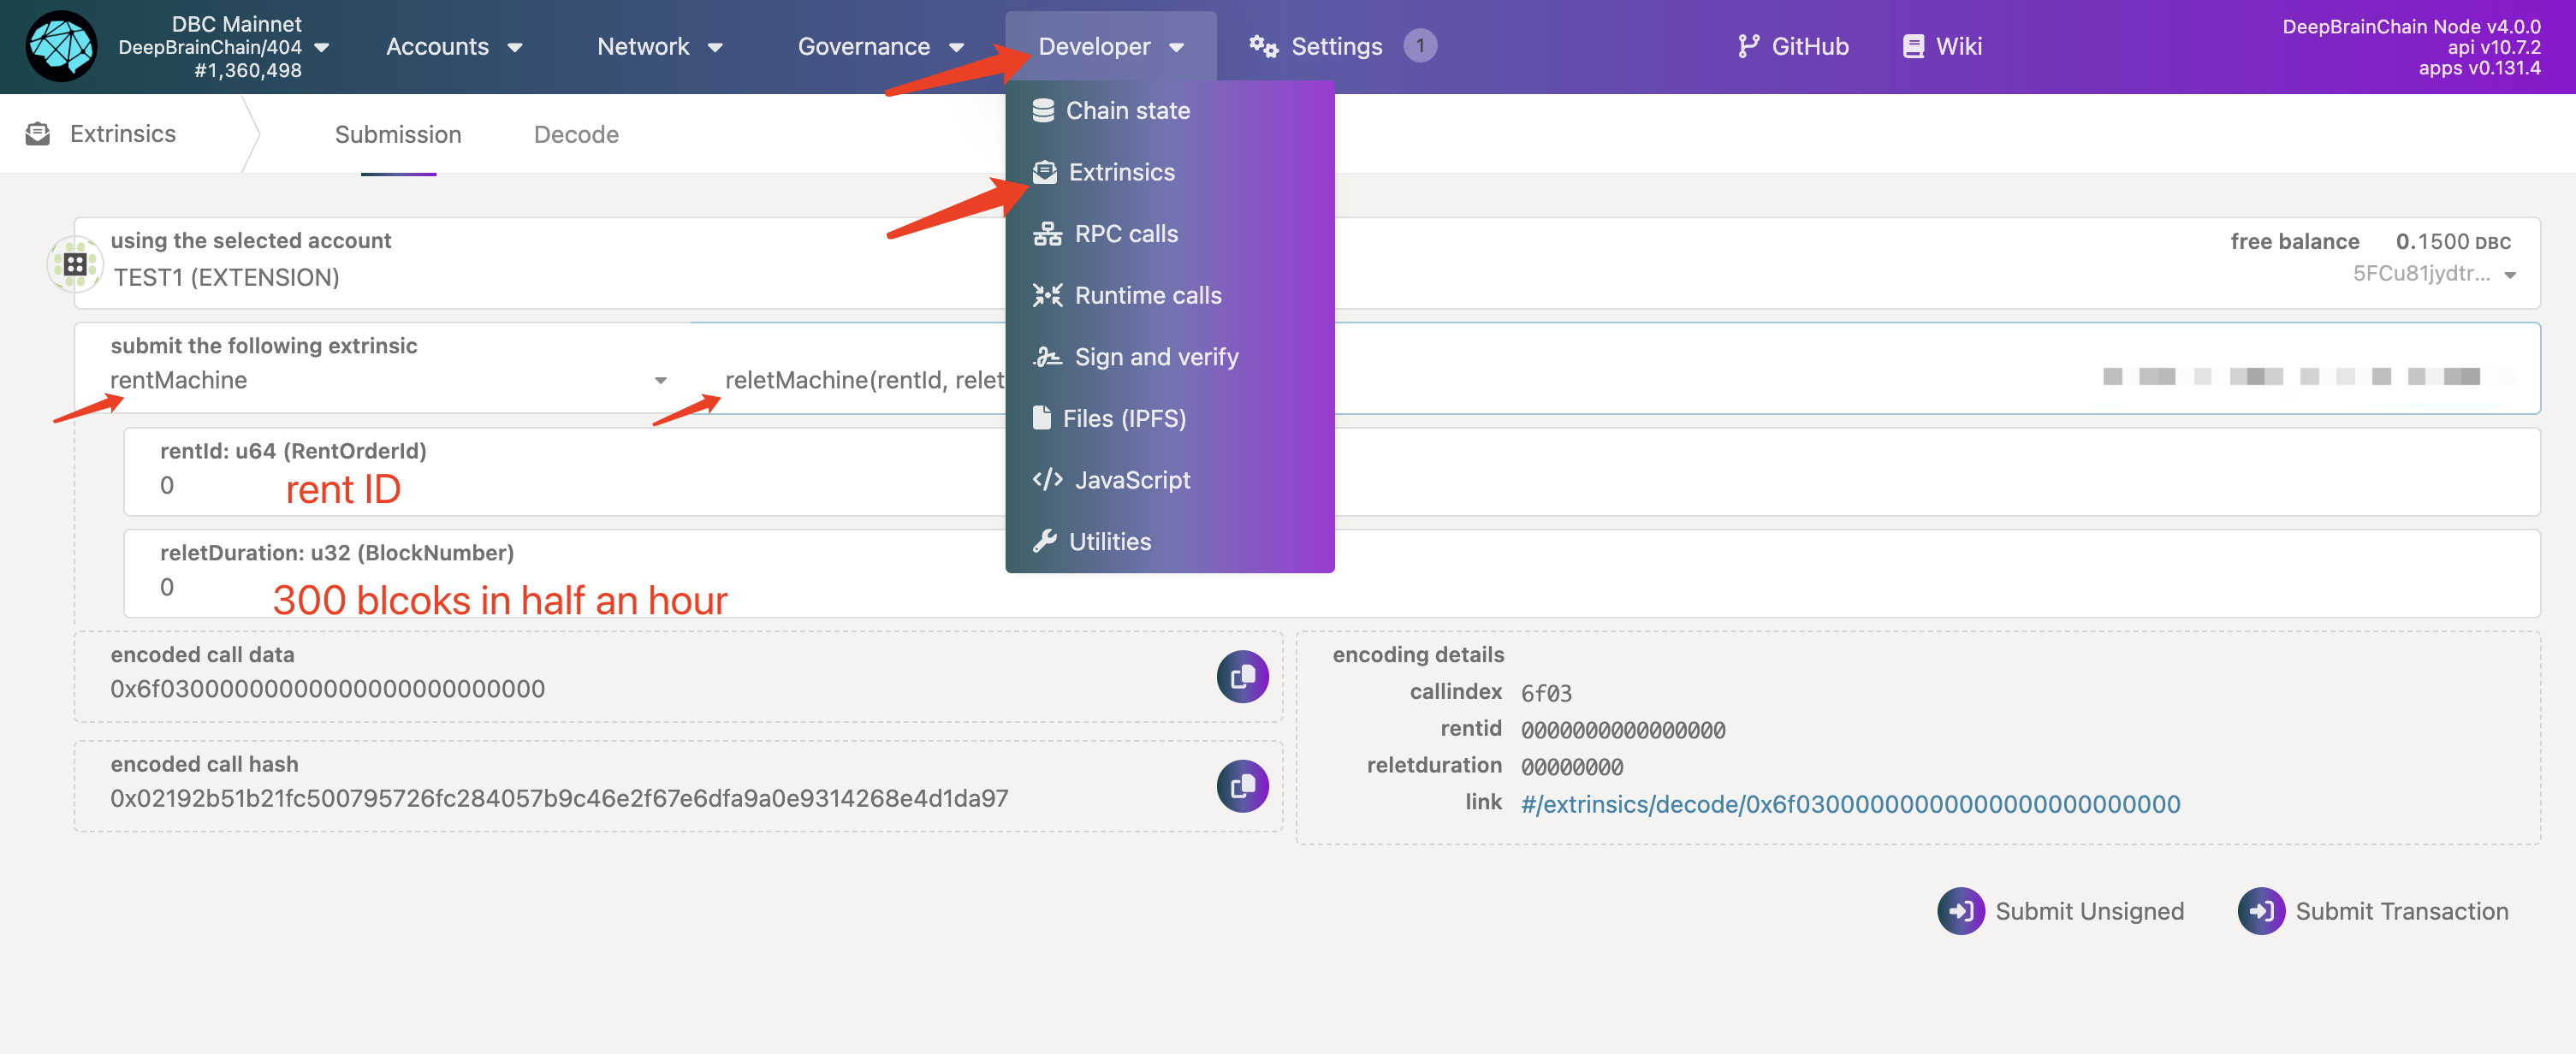 DBC Mainnet
DeepBrainChain/404
#1,360,498
Accounts
Network
Governance
Developer
Settings
1
GitHub
Wiki
DeepBrainChain Node v4.0.0
api v10.7.2
apps v0.131.4
Extrinsics
Submission
Decode
Chain state
Extrinsics
RPC calls
Runtime calls
Sign and verify
Files (IPFS)
JavaScript
Utilities
using the selected account
TEST1 (EXTENSION)
free balance 0.1500 DBC
5FCu81jydtr...
submit the following extrinsic
rentMachine
reletMachine(rentId, relet
rentId: u64 (RentOrderId)
0
rent ID
reletDuration: u32 (BlockNumber)
0
300 blcoks in half an hour
encoded call data
0x6f03000000000000000000000000
encoded call hash
0x02192b51b21fc500795726fc284057b9c46e2f67e6dfa9a0e9314268e4d1da97
encoding details
callindex 6f03
rentid 0000000000000000
reletduration 00000000
link #/extrinsics/decode/0x6f03000000000000000000000000
Submit Unsigned
Submit Transaction